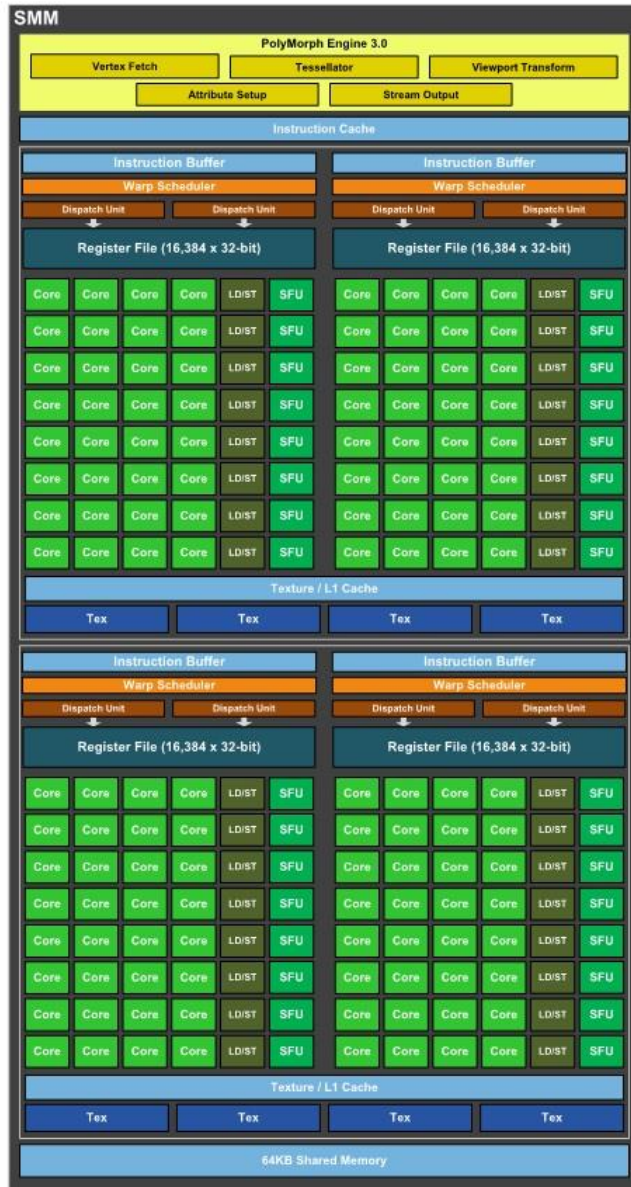 SMM
PolyMorph Engine 3.0
Vertex Fetch Tessellator Viewport Transform
Attribute Setup Stream Output
Instruction Cache
Instruction Buffer Instruction Buffer
Warp Scheduler Warp Scheduler
Dispatch Unit Dispatch Unit Dispatch Unit Dispatch Unit
Register File (16,384 x 32-bit) Register File (16,384 x 32-bit)
Core Core Core Core LD/ST SFU Core Core Core Core LD/ST SFU
Core Core Core Core LD/ST SFU Core Core Core Core LD/ST SFU
Core Core Core Core LD/ST SFU Core Core Core Core LD/ST SFU
Core Core Core Core LD/ST SFU Core Core Core Core LD/ST SFU
Core Core Core Core LD/ST SFU Core Core Core Core LD/ST SFU
Core Core Core Core LD/ST SFU Core Core Core Core LD/ST SFU
Core Core Core Core LD/ST SFU Core Core Core Core LD/ST SFU
Core Core Core Core LD/ST SFU Core Core Core Core LD/ST SFU
Texture / L1 Cache
Tex Tex Tex Tex
Instruction Buffer Instruction Buffer
Warp Scheduler Warp Scheduler
Dispatch Unit Dispatch Unit Dispatch Unit Dispatch Unit
Register File (16,384 x 32-bit) Register File (16,384 x 32-bit)
Core Core Core Core LD/ST SFU Core Core Core Core LD/ST SFU
Core Core Core Core LD/ST SFU Core Core Core Core LD/ST SFU
Core Core Core Core LD/ST SFU Core Core Core Core LD/ST SFU
Core Core Core Core LD/ST SFU Core Core Core Core LD/ST SFU
Core Core Core Core LD/ST SFU Core Core Core Core LD/ST SFU
Core Core Core Core LD/ST SFU Core Core Core Core LD/ST SFU
Core Core Core Core LD/ST SFU Core Core Core Core LD/ST SFU
Core Core Core Core LD/ST SFU Core Core Core Core LD/ST SFU
Texture / L1 Cache
Tex Tex Tex Tex
64KB Shared Memory